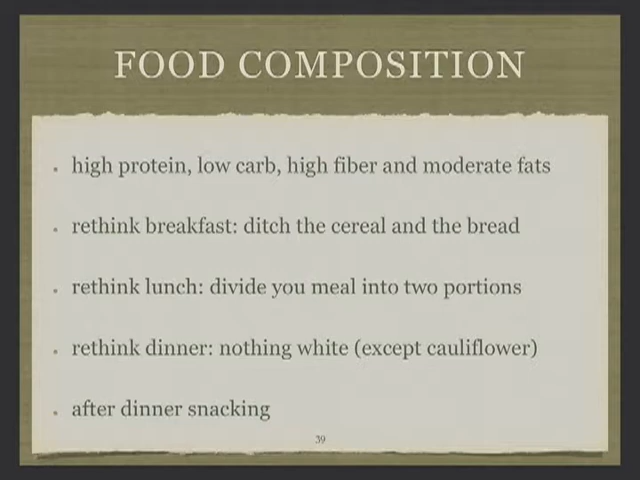 FOOD COMPOSITION
high protein, low carb, high fiber and moderate fats
rethink breakfast: ditch the cereal and the bread
rethink lunch: divide you meal into two portions
rethink dinner: nothing white (except cauliflower)
after dinner snacking
39